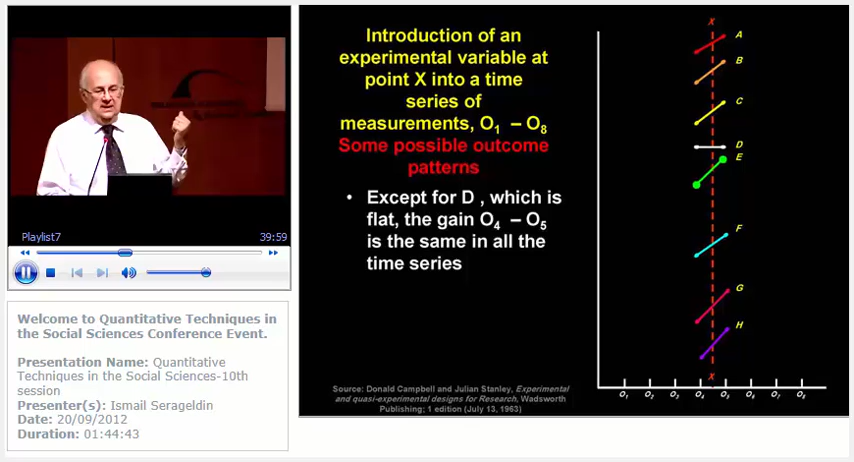 Playlist7
39:59
Welcome to Quantitative Techniques in
the Social Sciences Conference Event.
Presentation Name: Quantitative
Techniques in the Social Sciences-10th
session
Presenter(s): Ismail Serageldin
Date: 20/09/2012
Duration: 01:44:43
Introduction of an
experimental variable at
point X into a time
series of
measurements, O1 – O8
Some possible outcome
patterns
• Except for D , which is
flat, the gain O4 – O5
is the same in all the
time series
Source: Donald Campbell and Julian Stanley, Experimental
and quasi-experimental designs for Research, Wadsworth
Publishing; 1 edition (July 13, 1963)
X
A
B
C
D
E
F
G
H
X
O1 O2 O3 O4 O5 O6 O7 O8